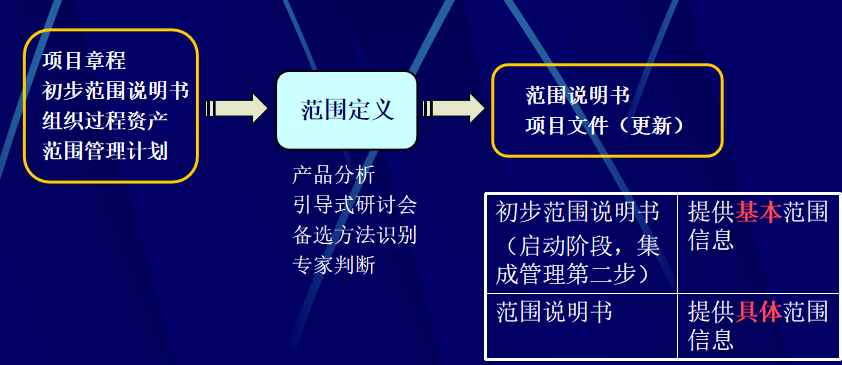 项目章程
初步范围说明书
组织过程资产
范围管理计划
范围定义
产品分析
引导式研讨会
备选方法识别
专家判断
范围说明书
项目文件（更新）
初步范围说明书
（启动阶段，集
成管理第二步）
提供基本范围
信息
范围说明书
提供具体范围
信息